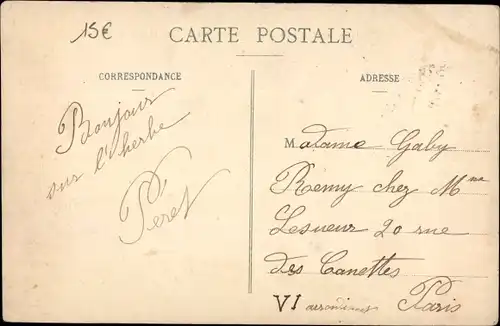 15€
CARTE POSTALE
CORRESPONDANCE
ADRESSE
Bonjour
sur l'herbe
Peret
Madame Gaby
Remy chez Mme
Lesueur 20 rue
des Canettes
VI Paris